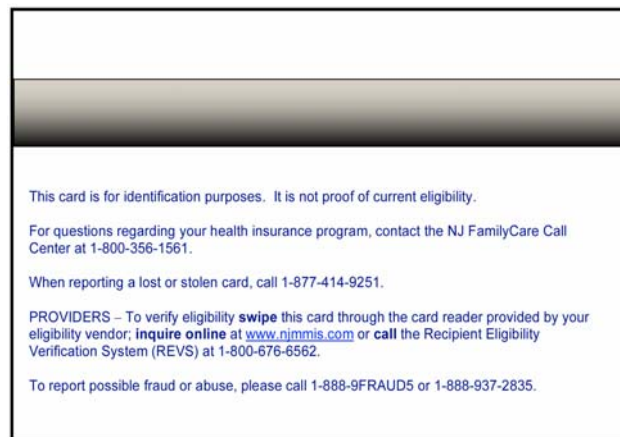 This card is for identification purposes.  It is not proof of current eligibility.
For questions regarding your health insurance program, contact the NJ FamilyCare Call
Center at 1-800-356-1561.
When reporting a lost or stolen card, call 1-877-414-9251.
PROVIDERS – To verify eligibility swipe this card through the card reader provided by your
eligibility vendor; inquire online at www.njmmis.com or call the Recipient Eligibility
Verification System (REVS) at 1-800-676-6562.
To report possible fraud or abuse, please call 1-888-9FRAUD5 or 1-888-937-2835.